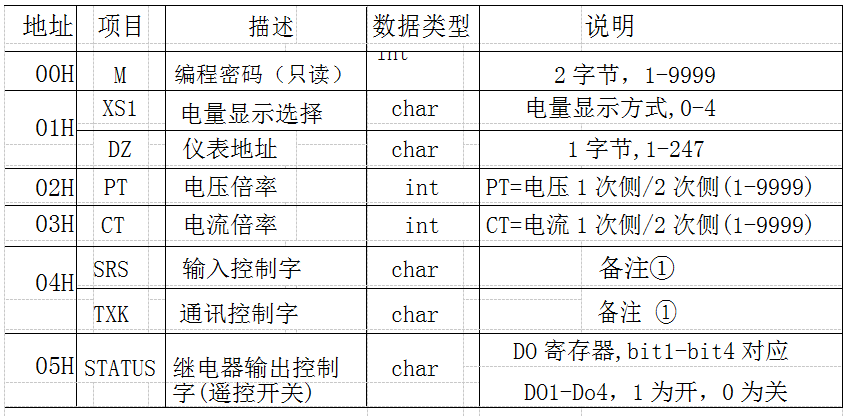 地址 项目 描述 数据类型 说明
00H M 编程密码（只读） int 2字节，1-9999
01H XS1 电量显示选择 char 电量显示方式,0-4
DZ 仪表地址 char 1字节,1-247
02H PT 电压倍率 int PT=电压1次侧/2次侧(1-9999)
03H CT 电流倍率 int CT=电流1次侧/2次侧(1-9999)
04H SRS 输入控制字 char 备注①
TXK 通讯控制字 char 备注 ①
05H STATUS 继电器输出控制 char DO寄存器,bit1-bit4对应
字(遥控开关) DO1-Do4，1为开，0为关